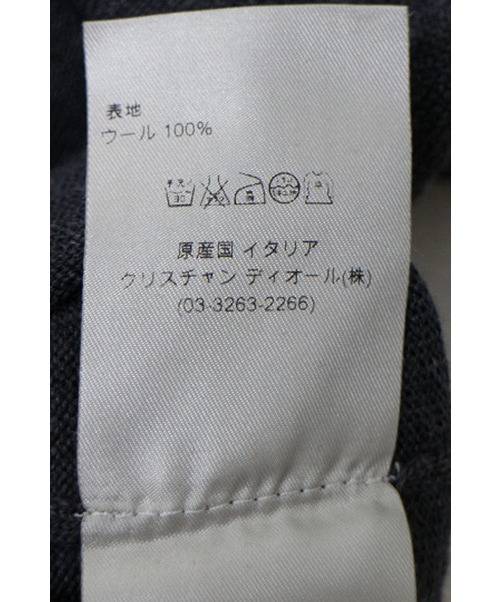 表地
ウール 100%
原産国 イタリア
クリスチャン ディオール(株)
(03-3263-2266)